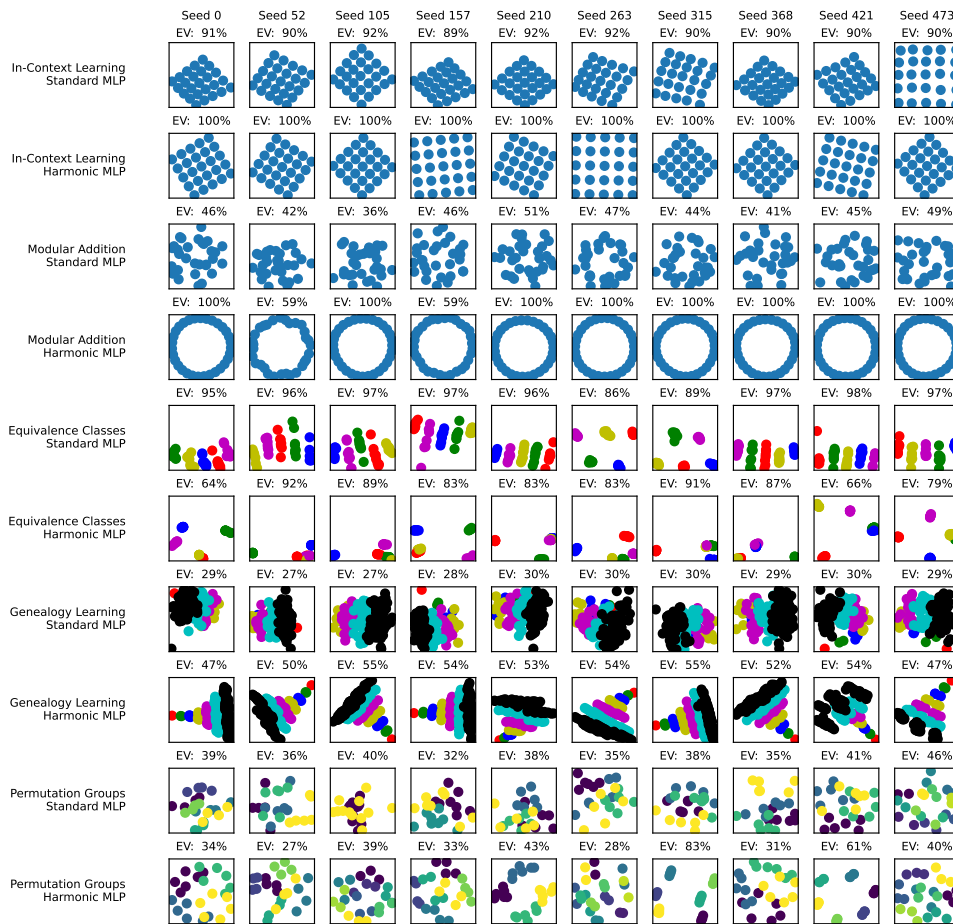 Seed 0 Seed 52 Seed 105 Seed 157 Seed 210 Seed 263 Seed 315 Seed 368 Seed 421 Seed 473
EV: 91% EV: 90% EV: 92% EV: 89% EV: 92% EV: 92% EV: 90% EV: 90% EV: 90% EV: 90%
In-Context Learning
Standard MLP
EV: 100% EV: 100% EV: 100% EV: 100% EV: 100% EV: 100% EV: 100% EV: 100% EV: 100% EV: 100%
In-Context Learning
Harmonic MLP
EV: 46% EV: 42% EV: 36% EV: 46% EV: 51% EV: 47% EV: 44% EV: 41% EV: 45% EV: 49%
Modular Addition
Standard MLP
EV: 100% EV: 59% EV: 100% EV: 59% EV: 100% EV: 100% EV: 100% EV: 100% EV: 100% EV: 100%
Modular Addition
Harmonic MLP
EV: 95% EV: 96% EV: 97% EV: 97% EV: 96% EV: 86% EV: 89% EV: 97% EV: 98% EV: 97%
Equivalence Classes
Standard MLP
EV: 64% EV: 92% EV: 89% EV: 83% EV: 83% EV: 83% EV: 91% EV: 87% EV: 66% EV: 79%
Equivalence Classes
Harmonic MLP
EV: 29% EV: 27% EV: 27% EV: 28% EV: 30% EV: 30% EV: 30% EV: 29% EV: 30% EV: 29%
Genealogy Learning
Standard MLP
EV: 47% EV: 50% EV: 55% EV: 54% EV: 53% EV: 54% EV: 55% EV: 52% EV: 54% EV: 47%
Genealogy Learning
Harmonic MLP
EV: 39% EV: 36% EV: 40% EV: 32% EV: 38% EV: 35% EV: 38% EV: 35% EV: 41% EV: 46%
Permutation Groups
Standard MLP
EV: 34% EV: 27% EV: 39% EV: 33% EV: 43% EV: 28% EV: 83% EV: 31% EV: 61% EV: 40%
Permutation Groups
Harmonic MLP